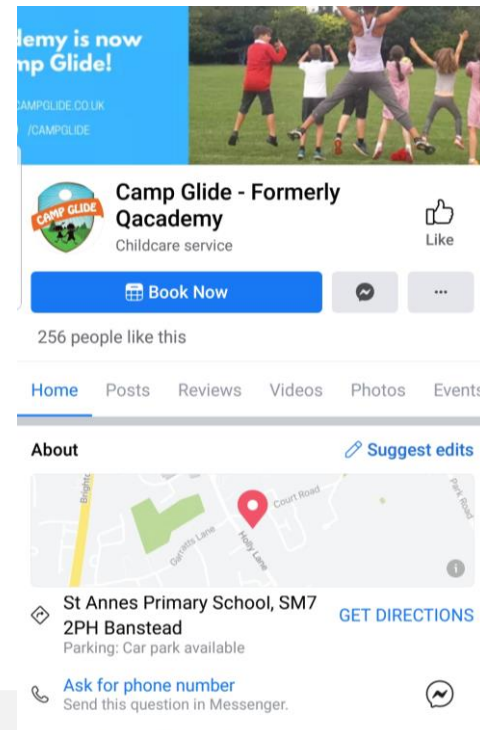 demy is now
mp Glide!
CAMPGLIDE.CO.UK
/CAMPGLIDE
CAMP GLIDE
Camp Glide - Formerly
Qacademy
Childcare service
Like
Book Now
256 people like this
Home Posts Reviews Videos Photos Events
About
Suggest edits
Court Road
Park Road
Garratts Lane
Holly Lane
St Annes Primary School, SM7
2PH Banstead
Parking: Car park available
GET DIRECTIONS
Ask for phone number
Send this question in Messenger.